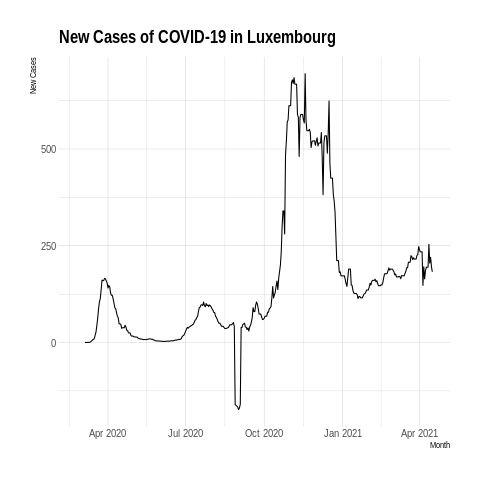 New Cases of COVID-19 in Luxembourg
New Cases
500
250
0
Apr 2020 Jul 2020 Oct 2020 Jan 2021 Apr 2021
Month